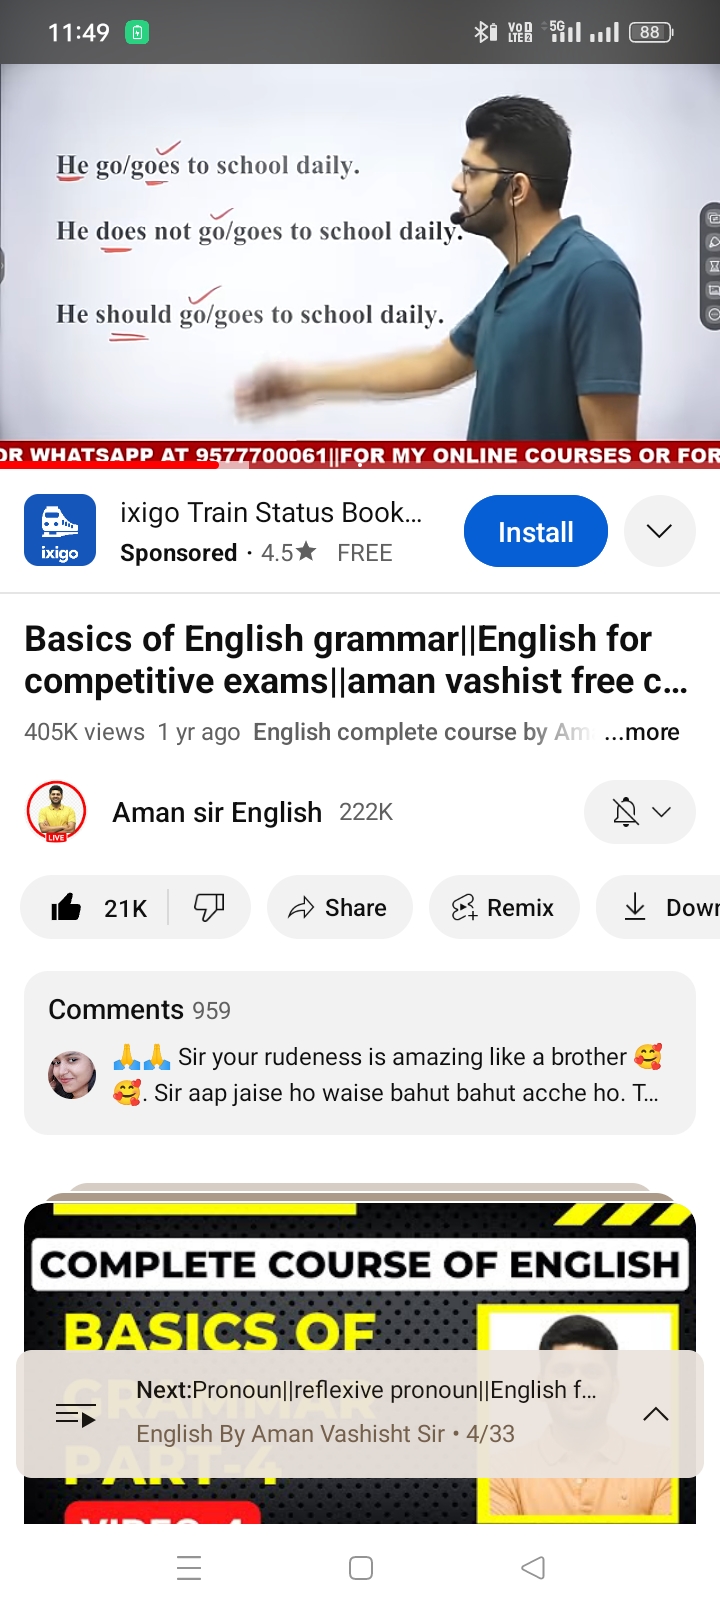 11:49
VoD LTE2 5G 88
He go/goes to school daily.
He does not go/goes to school daily.
He should go/goes to school daily.
OR WHATSAPP AT 9577700061||FOR MY ONLINE COURSES OR FOR
ixigo Train Status Book...
ixigo
Sponsored · 4.5★ FREE
Install
Basics of English grammar||English for
competitive exams||aman vashist free c...
405K views 1 yr ago English complete course by Am ...more
Aman sir English 222K
LIVE
21K Share Remix Down
Comments 959
🙏🙏 Sir your rudeness is amazing like a brother 🥰
🥰. Sir aap jaise ho waise bahut bahut acche ho. T...
COMPLETE COURSE OF ENGLISH
BASICS OF
GRAMMAR
PART-4
Next:Pronoun||reflexive pronoun||English f...
English By Aman Vashisht Sir • 4/33
VIDEO-4